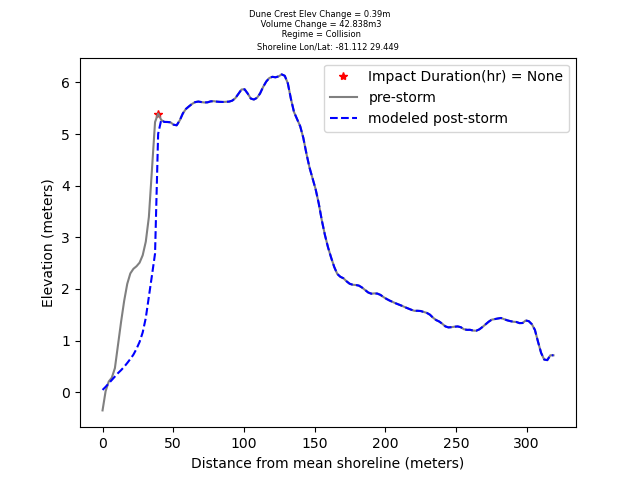 Dune Crest Elev Change = 0.39m
Volume Change = 42.838m3
Regime = Collision
Shoreline Lon/Lat: -81.112 29.449
Impact Duration(hr) = None
pre-storm
modeled post-storm
6
5
4
3
2
1
0
Elevation (meters)
0 50 100 150 200 250 300
Distance from mean shoreline (meters)